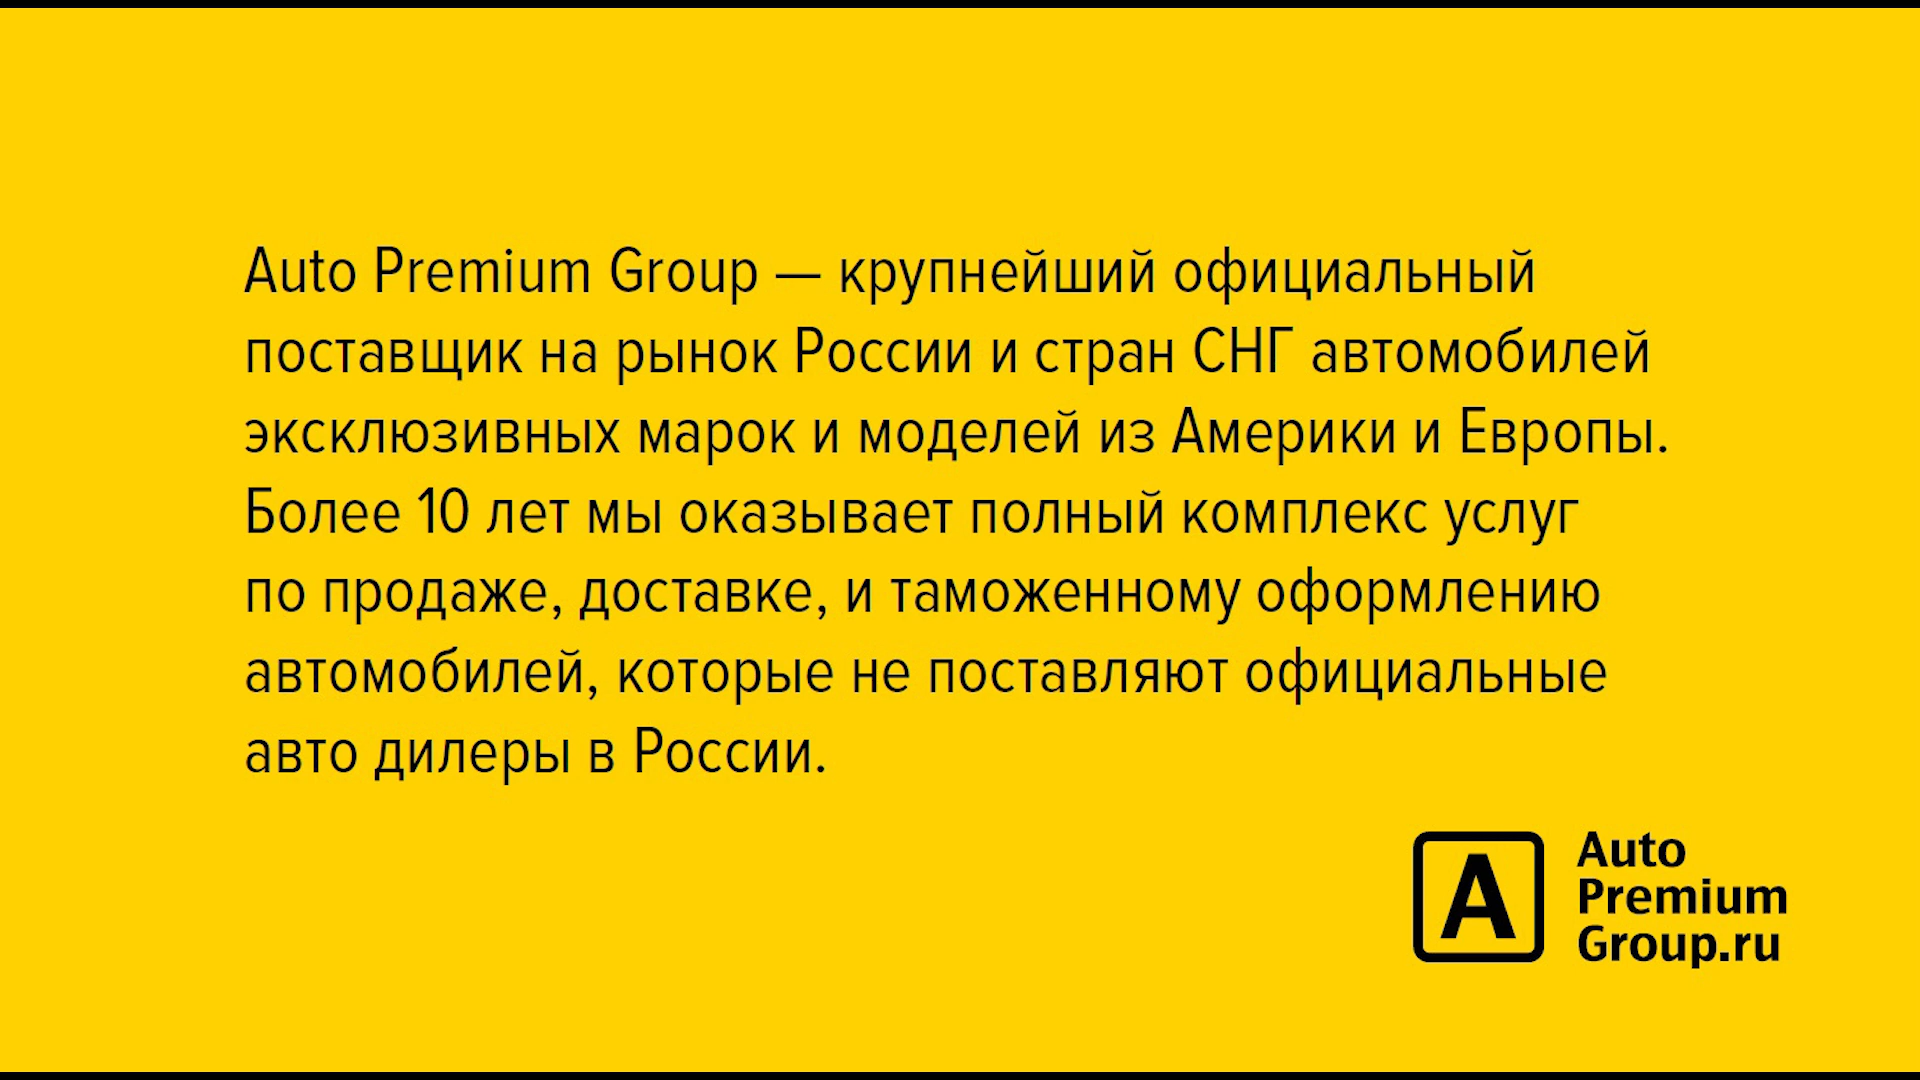 Auto Premium Group — крупнейший официальный
поставщик на рынок России и стран СНГ автомобилей
эксклюзивных марок и моделей из Америки и Европы.
Более 10 лет мы оказывает полный комплекс услуг
по продаже, доставке, и таможенному оформлению
автомобилей, которые не поставляют официальные
авто дилеры в России.
A
Auto
Premium
Group.ru